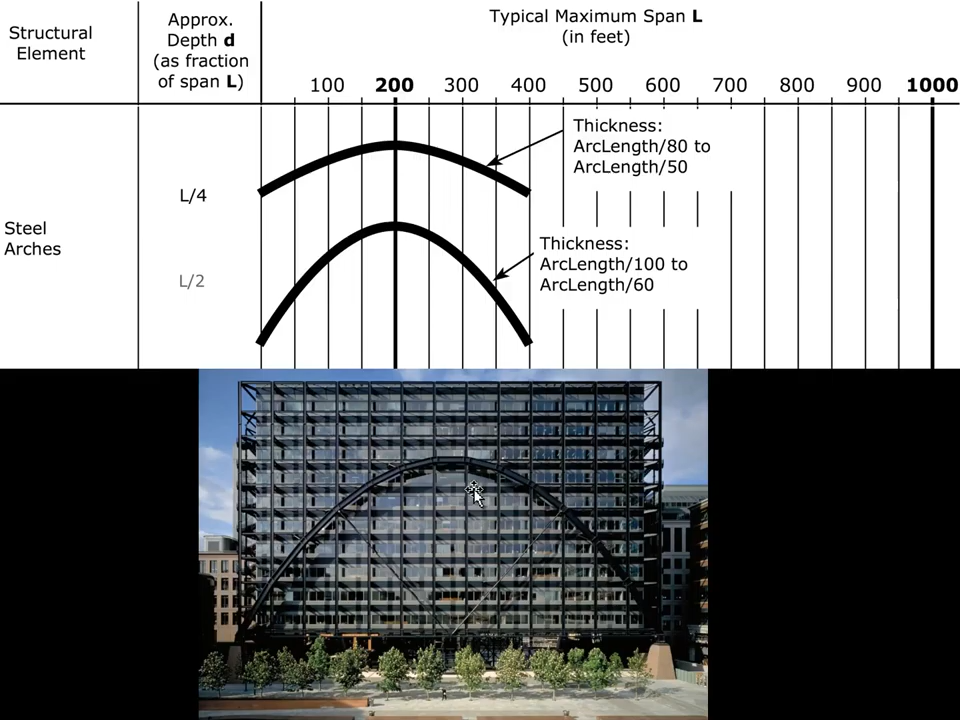 Structural
Element
Approx.
Depth d
(as fraction
of span L)
Typical Maximum Span L
(in feet)
100 200 300 400 500 600 700 800 900 1000
Steel
Arches
L/4
L/2
Thickness:
ArcLength/80 to
ArcLength/50
Thickness:
ArcLength/100 to
ArcLength/60